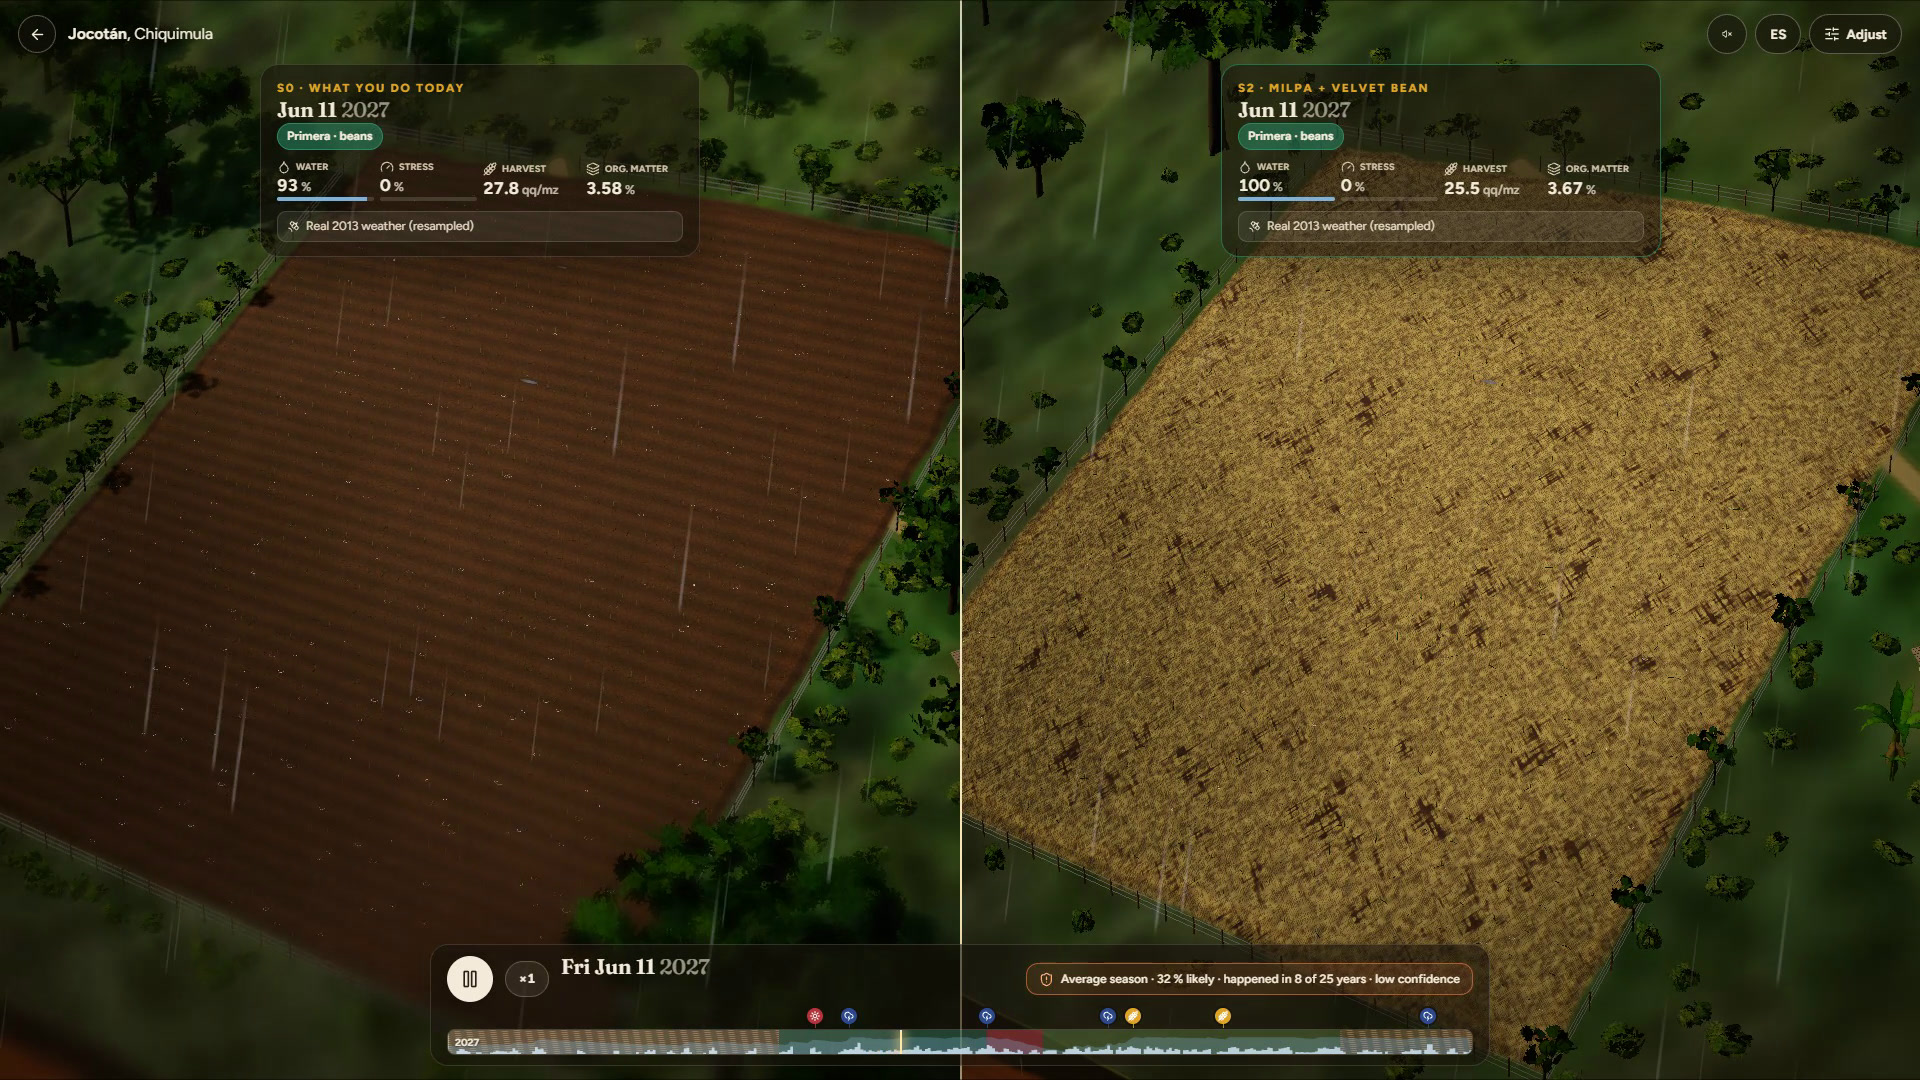 Jocotán, Chiquimula
ES
Adjust
S0 · WHAT YOU DO TODAY
Jun 11 2027
Primera · beans
WATER
93 %
STRESS
0 %
HARVEST
27.8 qq/mz
ORG. MATTER
3.58 %
Real 2013 weather (resampled)
S2 · MILPA + VELVET BEAN
Jun 11 2027
Primera · beans
WATER
100 %
STRESS
0 %
HARVEST
25.5 qq/mz
ORG. MATTER
3.67 %
Real 2013 weather (resampled)
×1
Fri Jun 11 2027
Average season · 32 % likely · happened in 8 of 25 years · low confidence
2027